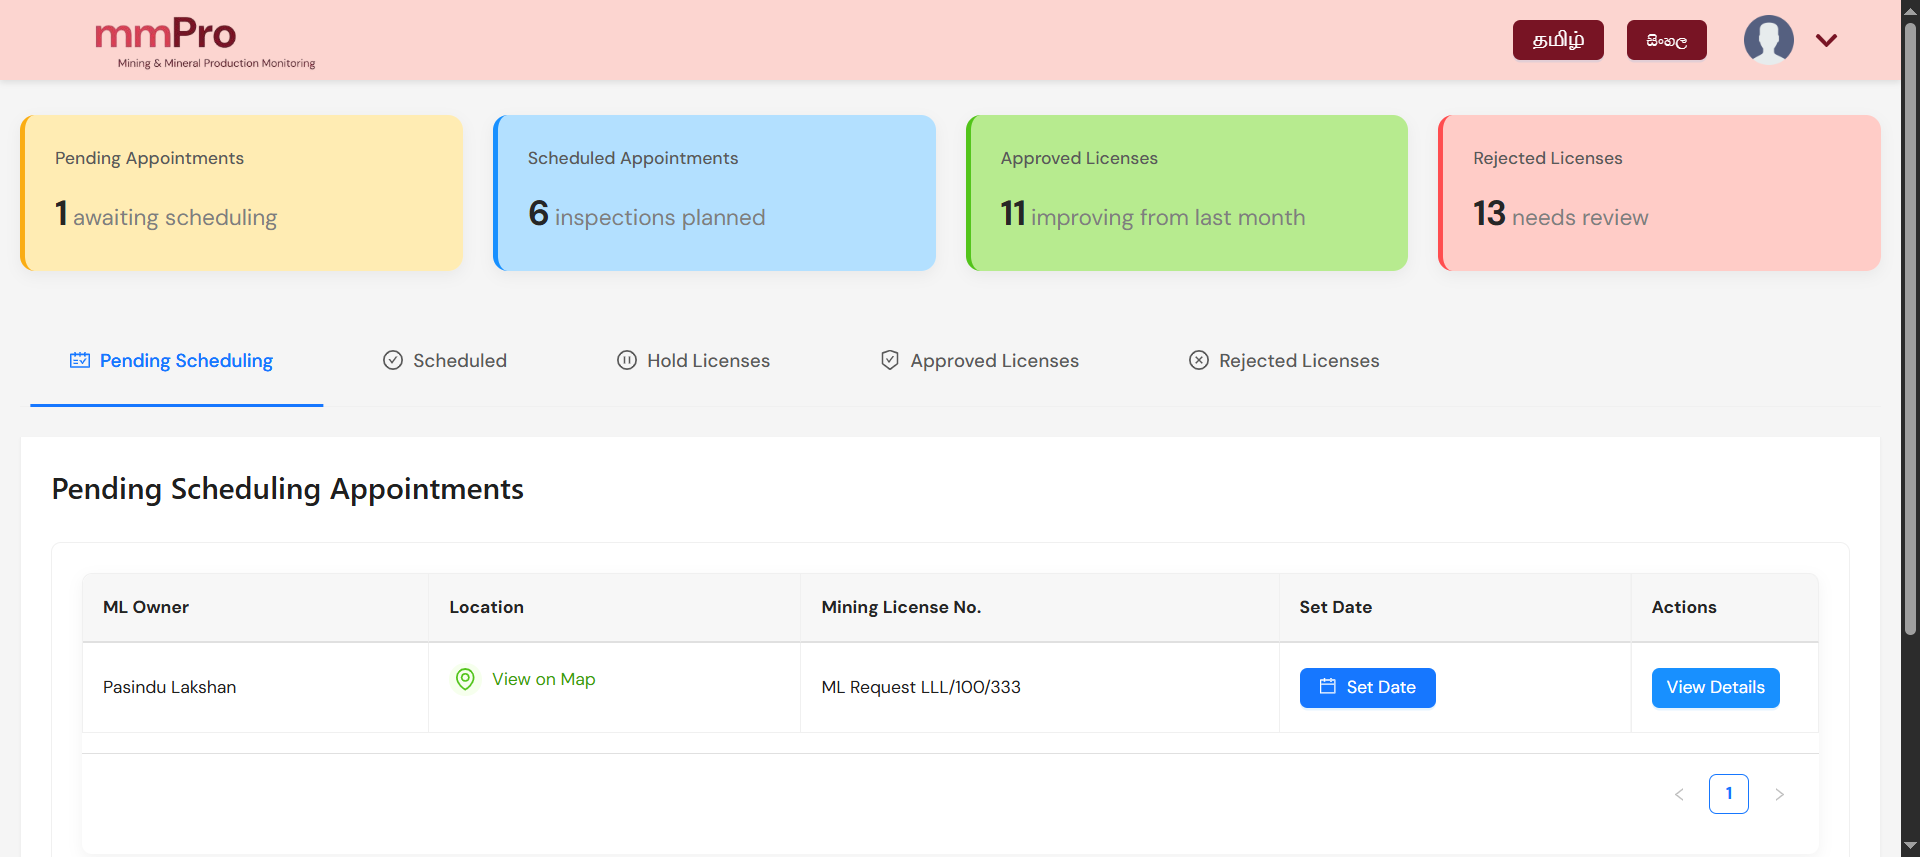 mmPro
Mining & Mineral Production Monitoring
தமிழ்
සිංහල
Pending Appointments
1 awaiting scheduling
Scheduled Appointments
6 inspections planned
Approved Licenses
11 improving from last month
Rejected Licenses
13 needs review
Pending Scheduling
Scheduled
Hold Licenses
Approved Licenses
Rejected Licenses
Pending Scheduling Appointments
ML Owner Location Mining License No. Set Date Actions
Pasindu Lakshan View on Map ML Request LLL/100/333 Set Date View Details
1